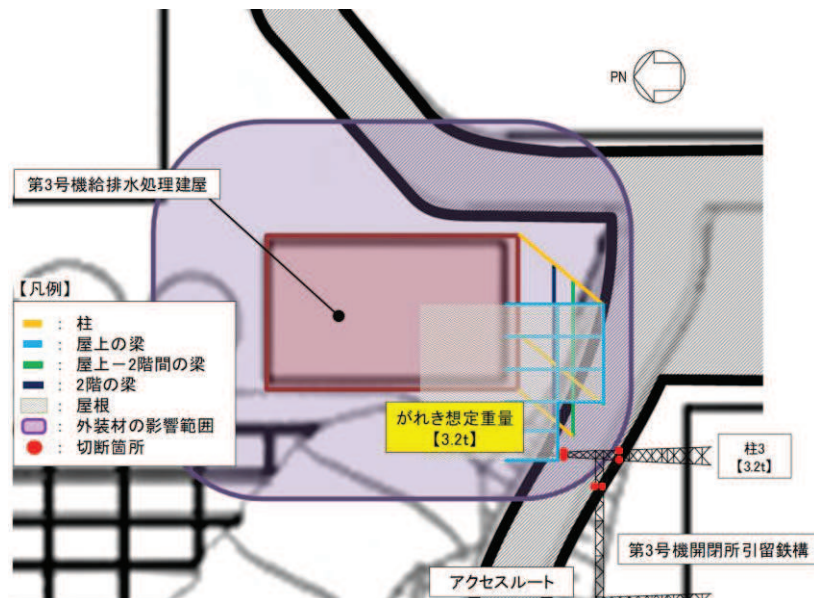 PN
第3号機給排水処理建屋
【凡例】
： 柱
： 屋上の梁
： 屋上－2階間の梁
： 2階の梁
： 屋根
： 外装材の影響範囲
： 切断箇所
がれき想定重量
【3.2t】
柱3
【3.2t】
第3号機開閉所引留鉄構
アクセスルート